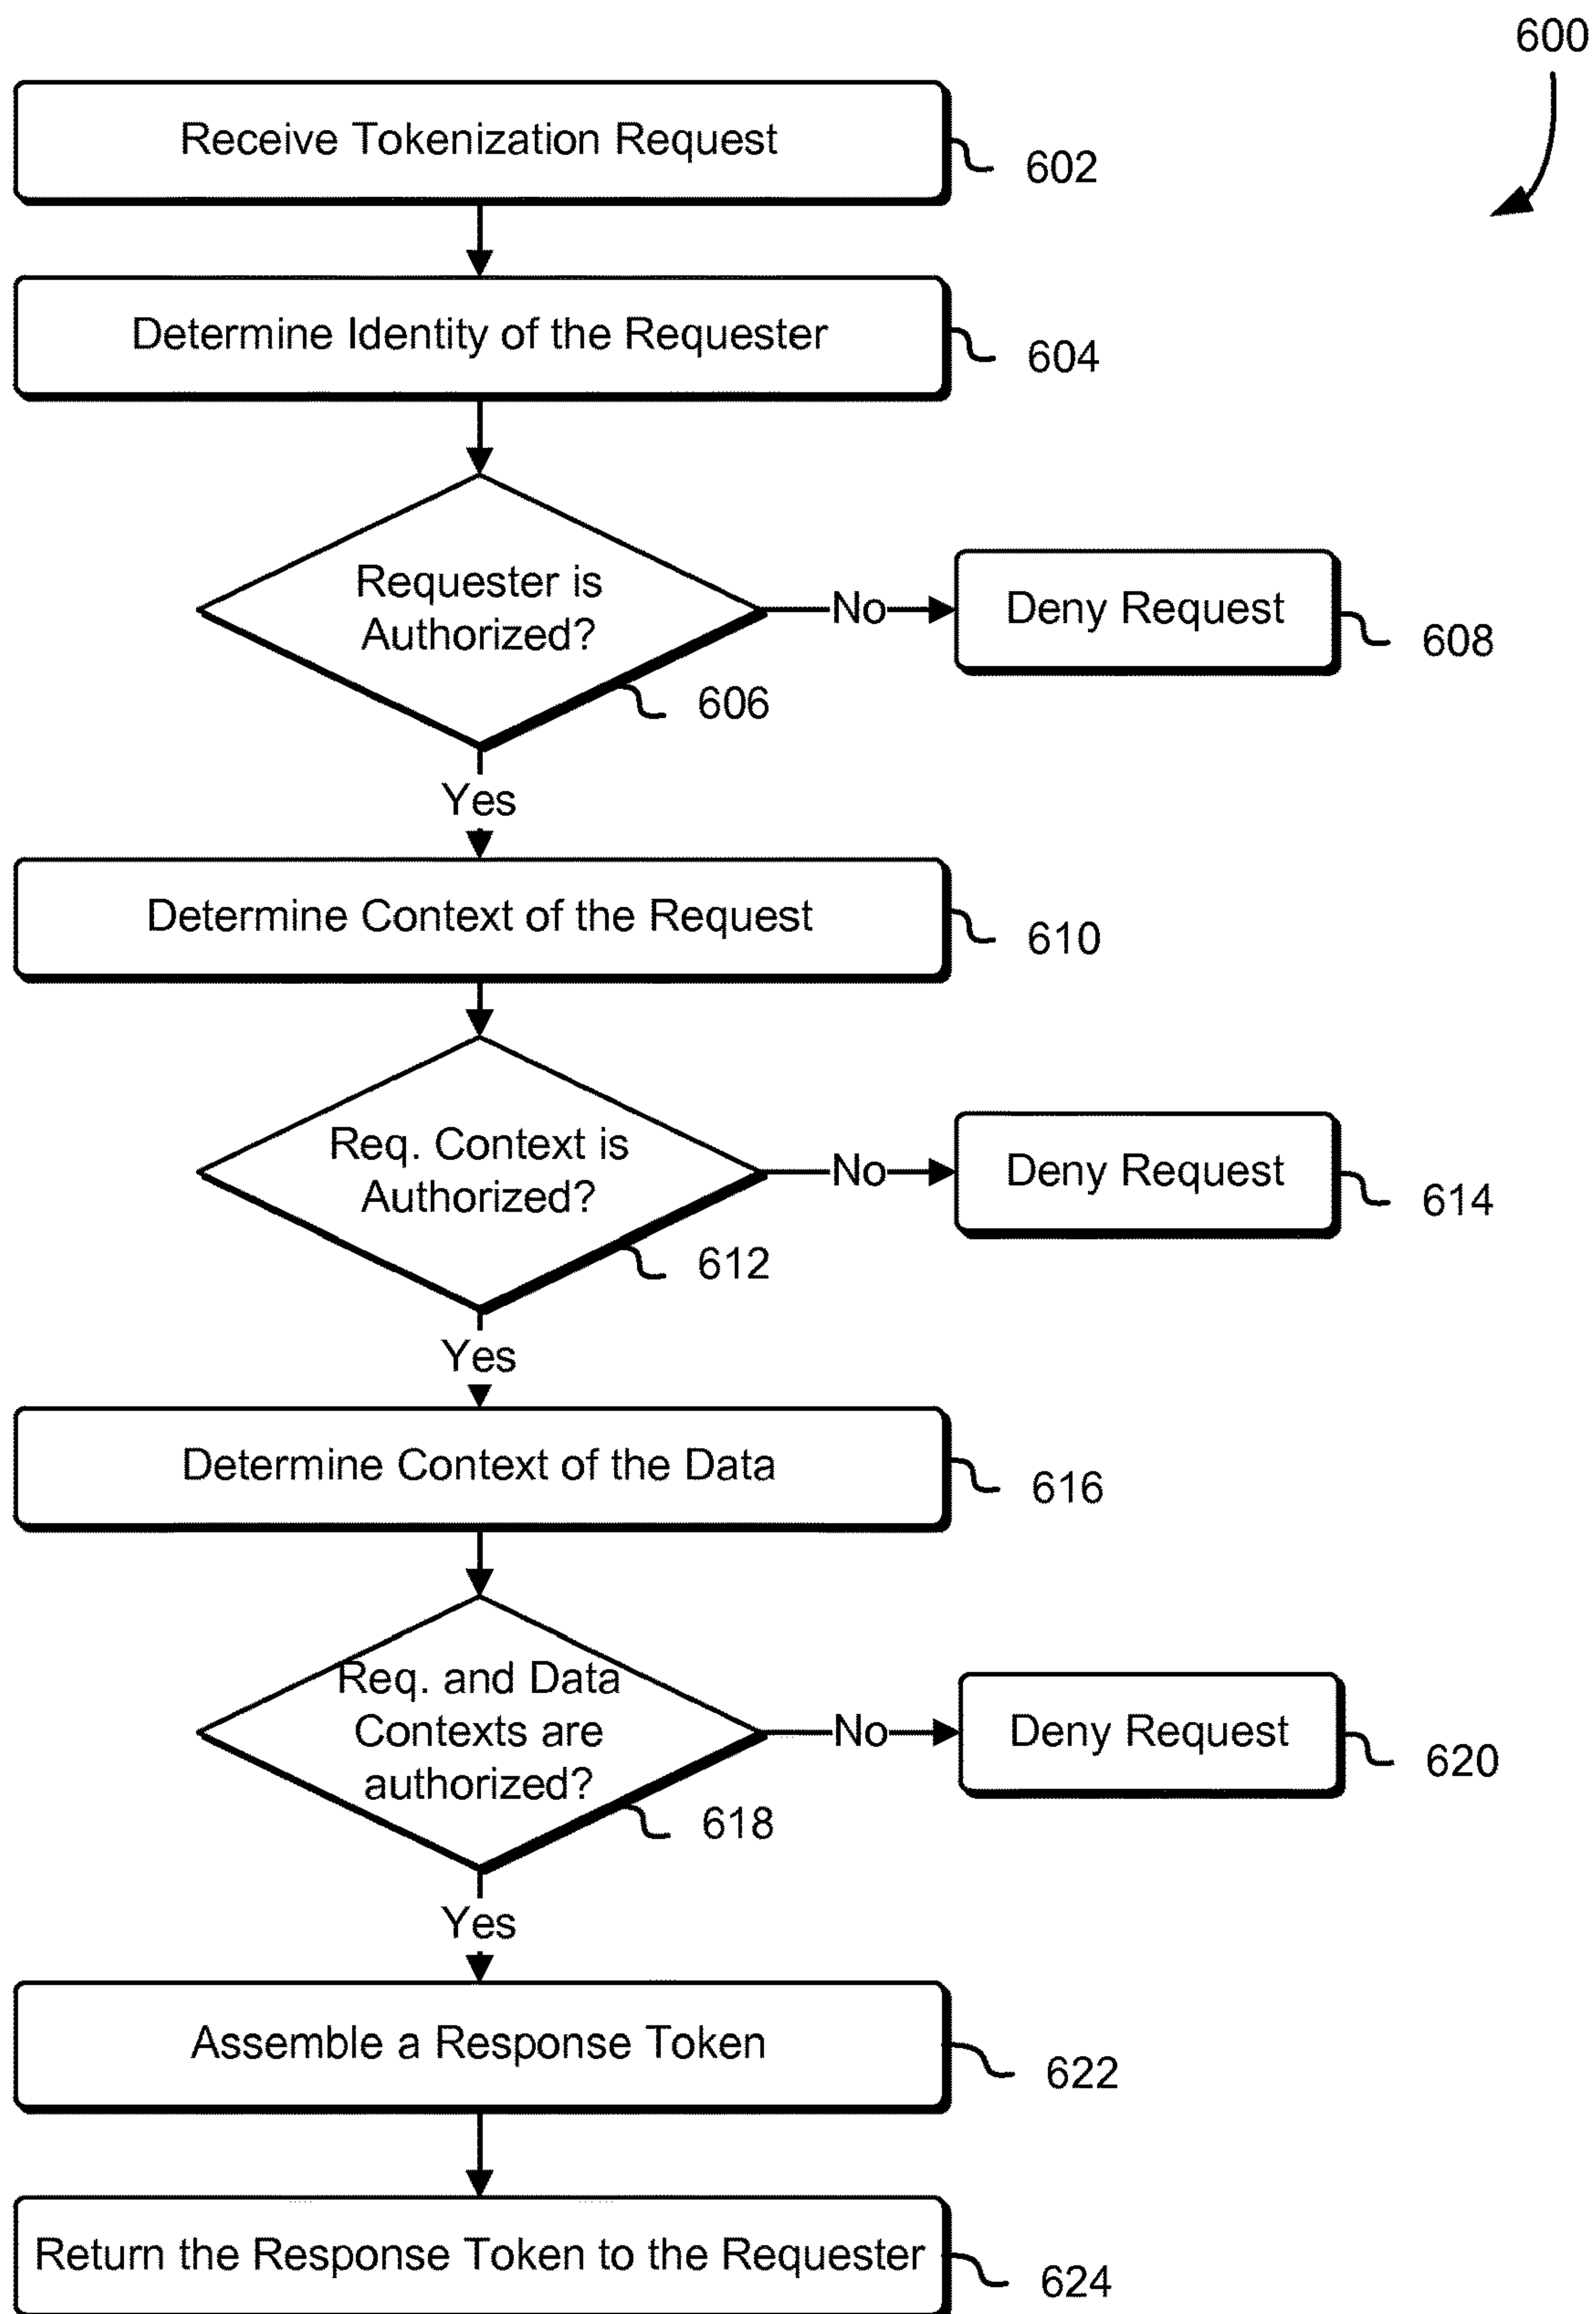 600
Receive Tokenization Request
602
Determine Identity of the Requester
604
Requester is
Authorized?
No
Deny Request
608
606
Yes
Determine Context of the Request
610
Req. Context is
Authorized?
No
Deny Request
614
612
Yes
Determine Context of the Data
616
Req. and Data
Contexts are
authorized?
No
Deny Request
620
618
Yes
Assemble a Response Token
622
Return the Response Token to the Requester
624